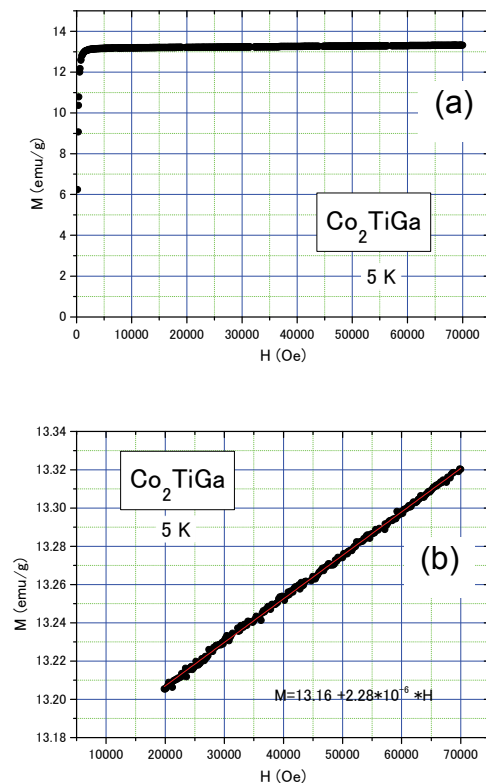 14
(a)
12
10
M (emu/g)
8
6
Co₂TiGa
4
5 K
2
0
0 10000 20000 30000 40000 50000 60000 70000
H (Oe)
13.34
Co₂TiGa
13.32
5 K
13.30
13.28
(b)
M (emu/g)
13.26
13.24
13.22
13.20
M=13.16 +2.28*10⁻⁶ *H
13.18
10000 20000 30000 40000 50000 60000 70000
H (Oe)